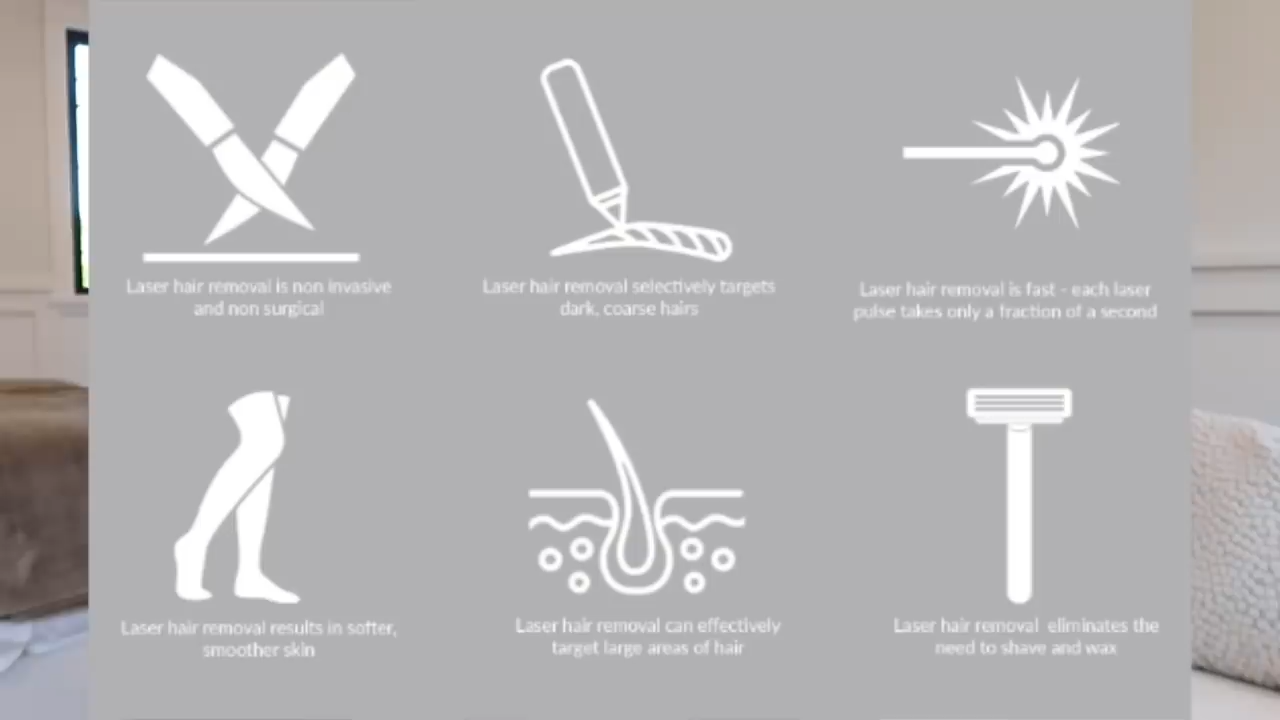 Laser hair removal is non invasive
and non surgical
Laser hair removal selectively targets
dark, coarse hairs
Laser hair removal is fast - each laser
pulse takes only a fraction of a second
Laser hair removal results in softer,
smoother skin
Laser hair removal can effectively
target large areas of hair
Laser hair removal eliminates the
need to shave and wax